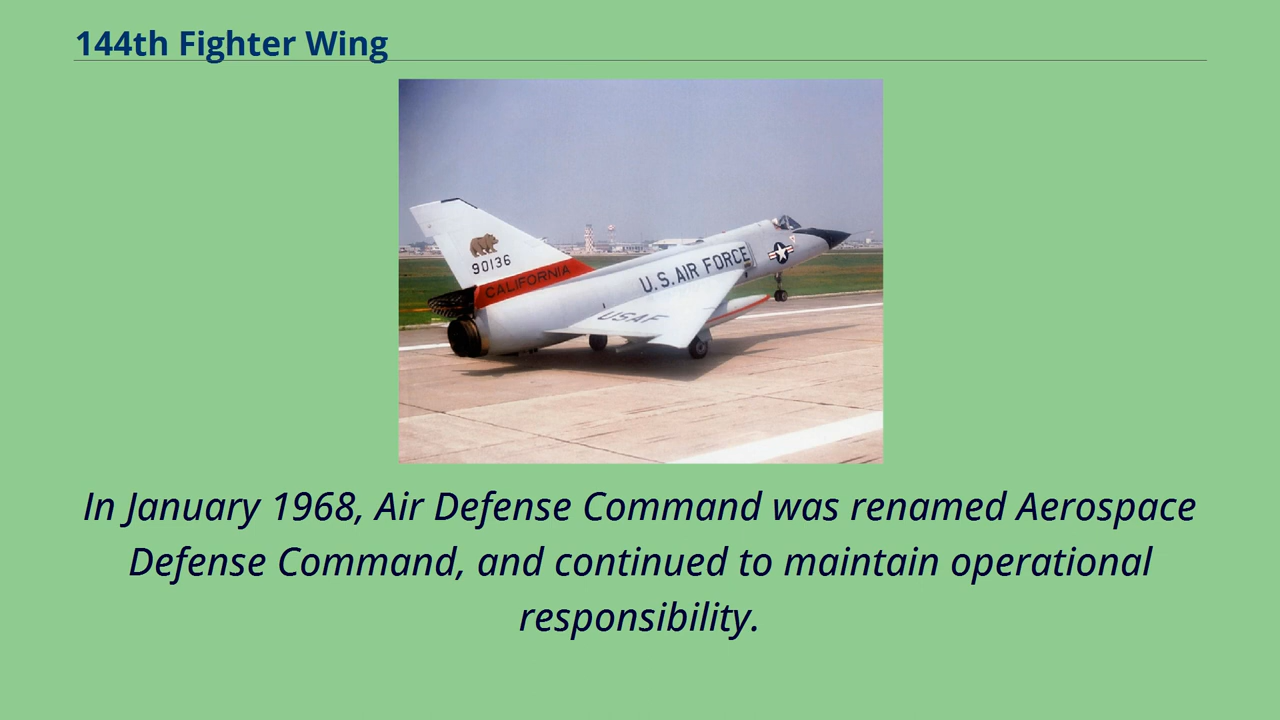 144th Fighter Wing
90136
CALIFORNIA
U.S. AIR FORCE
USAF
In January 1968, Air Defense Command was renamed Aerospace
Defense Command, and continued to maintain operational
responsibility.